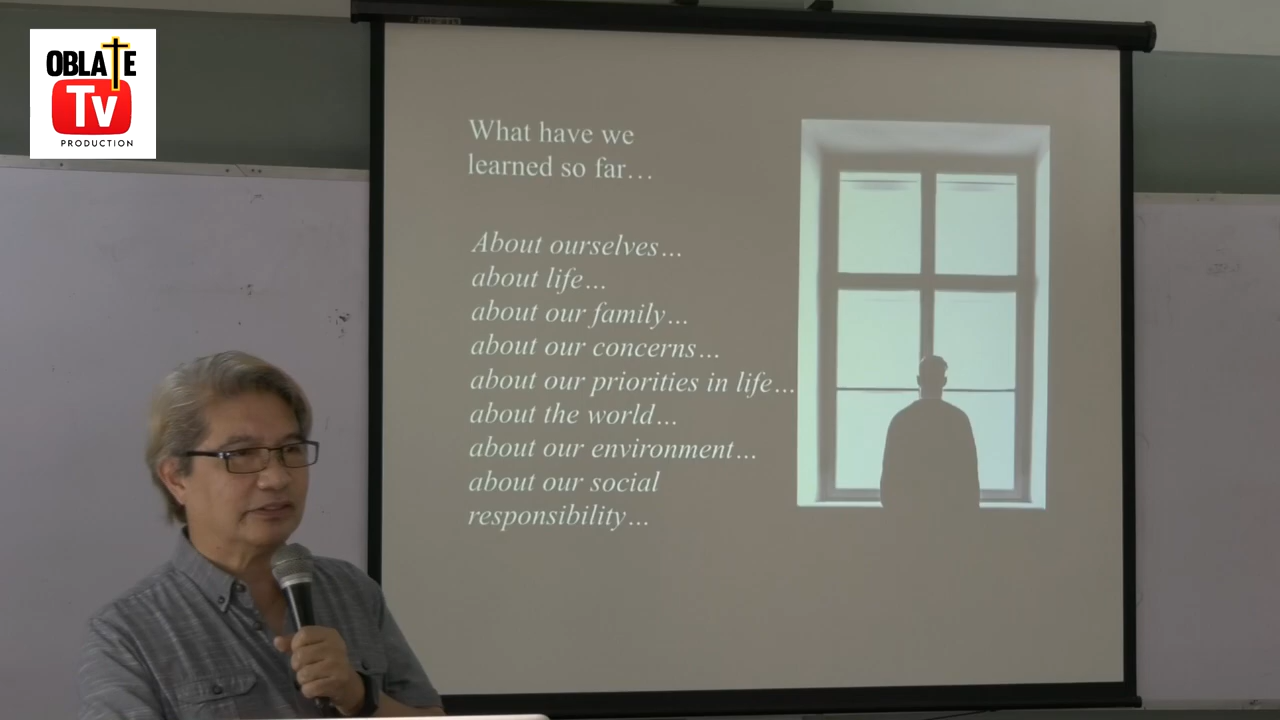 OBLATE
TV
PRODUCTION
What have we
learned so far…
About ourselves…
about life…
about our family…
about our concerns…
about our priorities in life…
about the world…
about our environment…
about our social
responsibility…